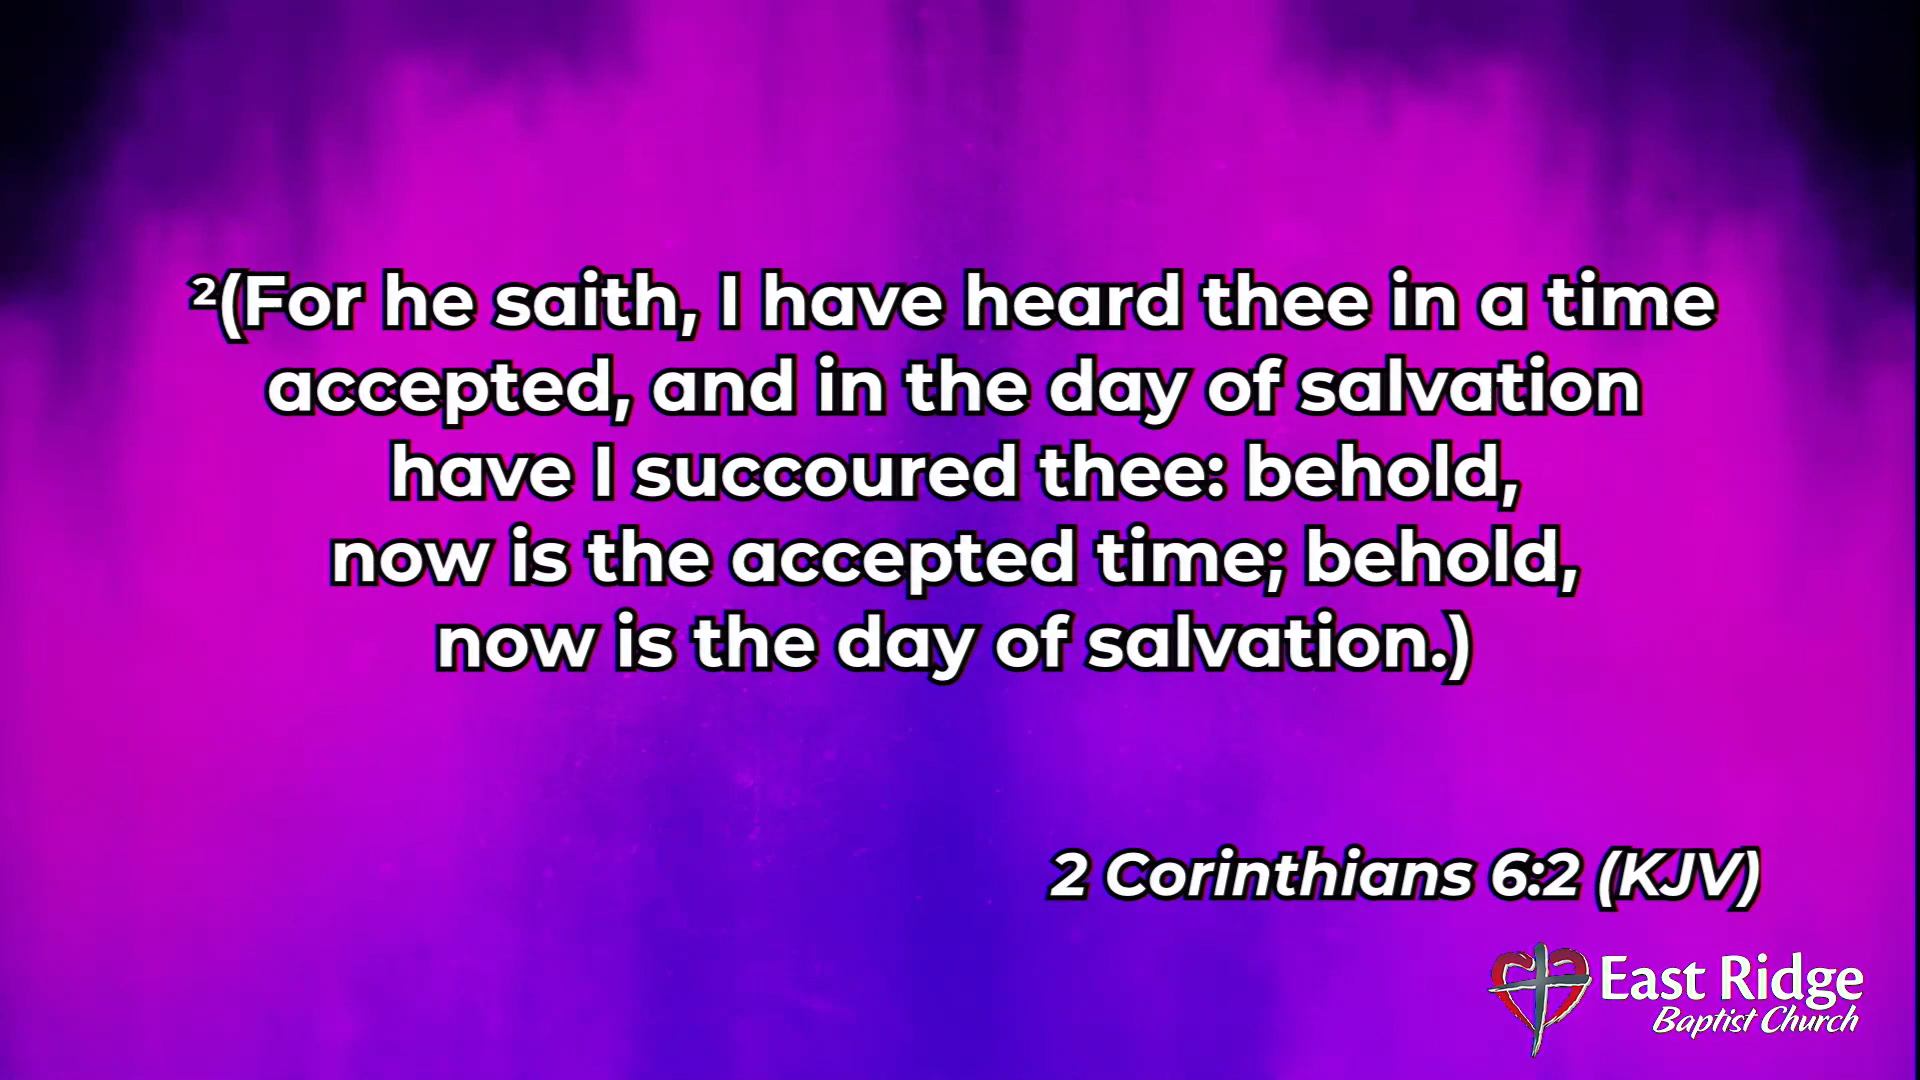 ²(For he saith, I have heard thee in a time
accepted, and in the day of salvation
have I succoured thee: behold,
now is the accepted time; behold,
now is the day of salvation.)
2 Corinthians 6:2 (KJV)
East Ridge
Baptist Church